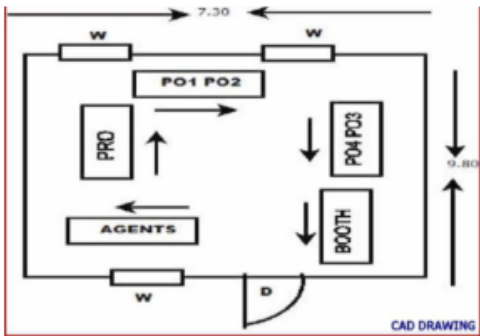 7.30
W
W
PO1 PO2
PRO
PO4 PO3
9.80
AGENTS
BOOTH
W
D
CAD DRAWING